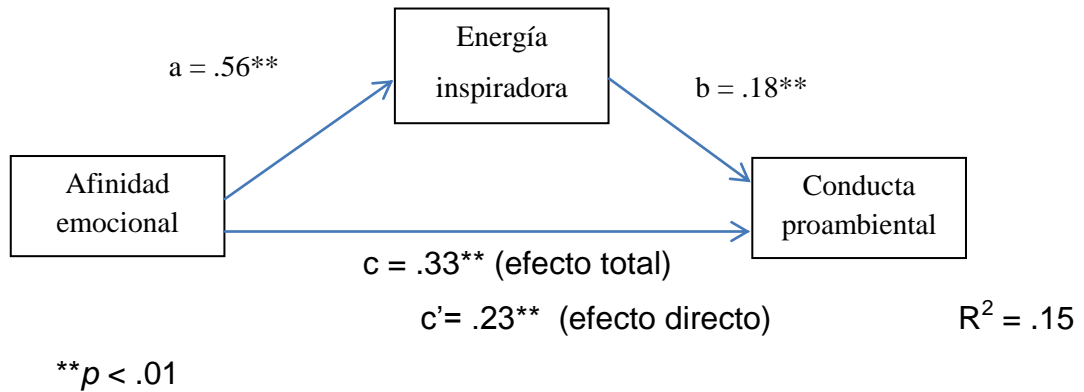 Energía
inspiradora
a = .56**
b = .18**
Afinidad
emocional
Conducta
proambiental
c = .33** (efecto total)
c’= .23** (efecto directo)
R² = .15
**p < .01